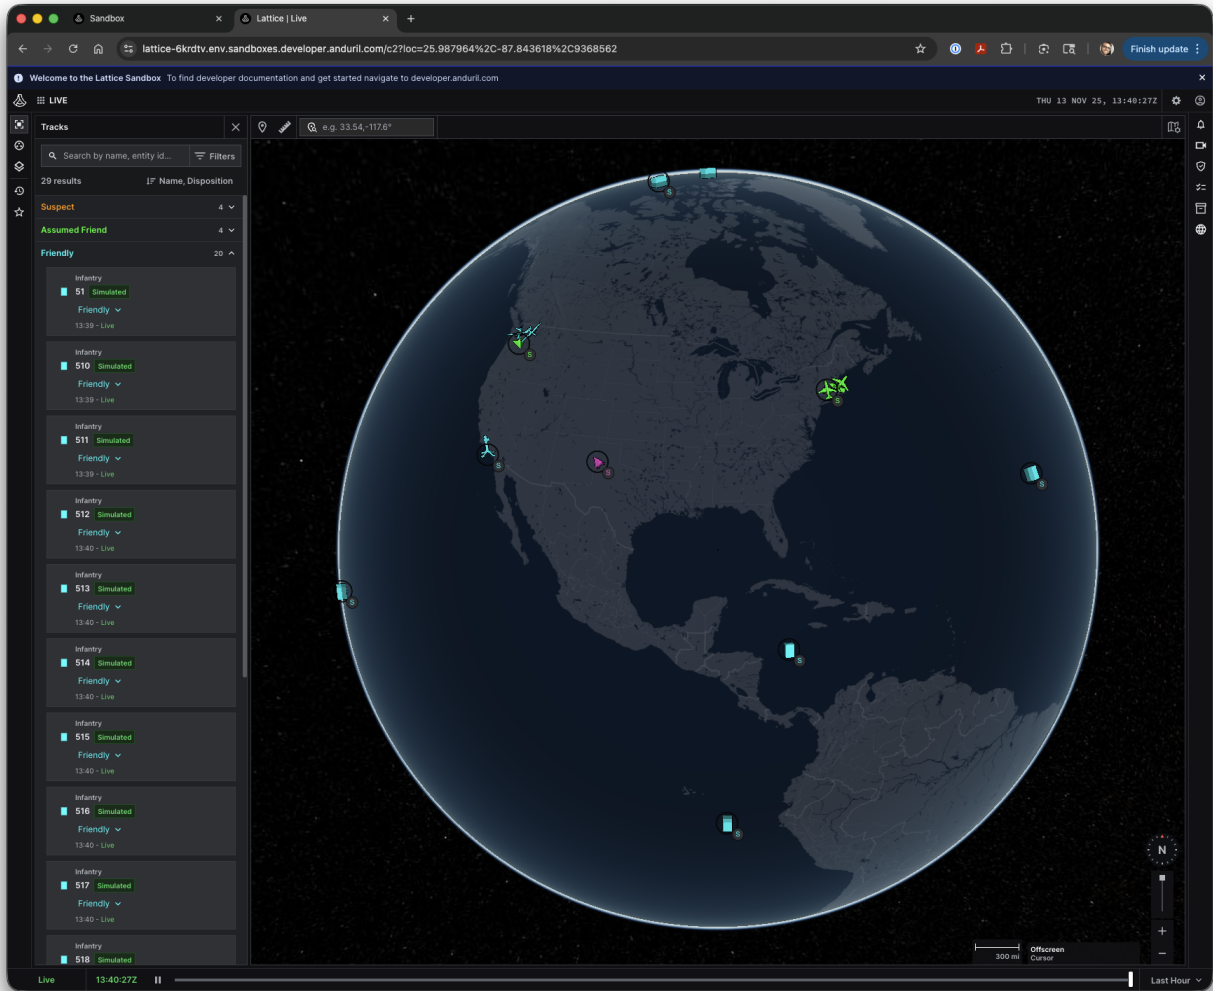 Sandbox
Lattice | Live
lattice-6krdtv.env.sandboxes.developer.anduril.com/c2?loc=25.987964%2C-87.843618%2C9368562
Finish update
Welcome to the Lattice Sandbox To find developer documentation and get started navigate to developer.anduril.com
LIVE
THU 13 NOV 25, 13:40:27Z
Tracks
e.g. 33.54,-117.6°
Search by name, entity id...
Filters
29 results
Name, Disposition
Suspect
4
Assumed Friend
4
Friendly
20
Infantry
51 Simulated
Friendly
13:39 - Live
Infantry
510 Simulated
Friendly
13:39 - Live
Infantry
511 Simulated
Friendly
13:39 - Live
Infantry
512 Simulated
Friendly
13:40 - Live
Infantry
513 Simulated
Friendly
13:40 - Live
Infantry
514 Simulated
Friendly
13:40 - Live
Infantry
515 Simulated
Friendly
13:40 - Live
Infantry
516 Simulated
Friendly
13:40 - Live
Infantry
517 Simulated
Friendly
13:40 - Live
Infantry
518 Simulated
S
S
S
S
S
S
S
S
S
N
300 mi
Offscreen
Cursor
Live
13:40:27Z
Last Hour